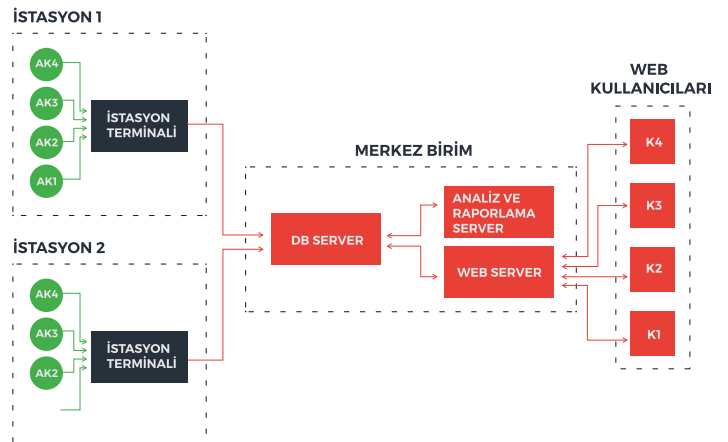 İSTASYON 1
AK4
AK3
AK2
AK1
İSTASYON
TERMİNALİ
İSTASYON 2
AK4
AK3
AK2
İSTASYON
TERMİNALİ
MERKEZ BİRİM
DB SERVER
ANALİZ VE
RAPORLAMA
SERVER
WEB SERVER
WEB
KULLANICILARI
K4
K3
K2
K1